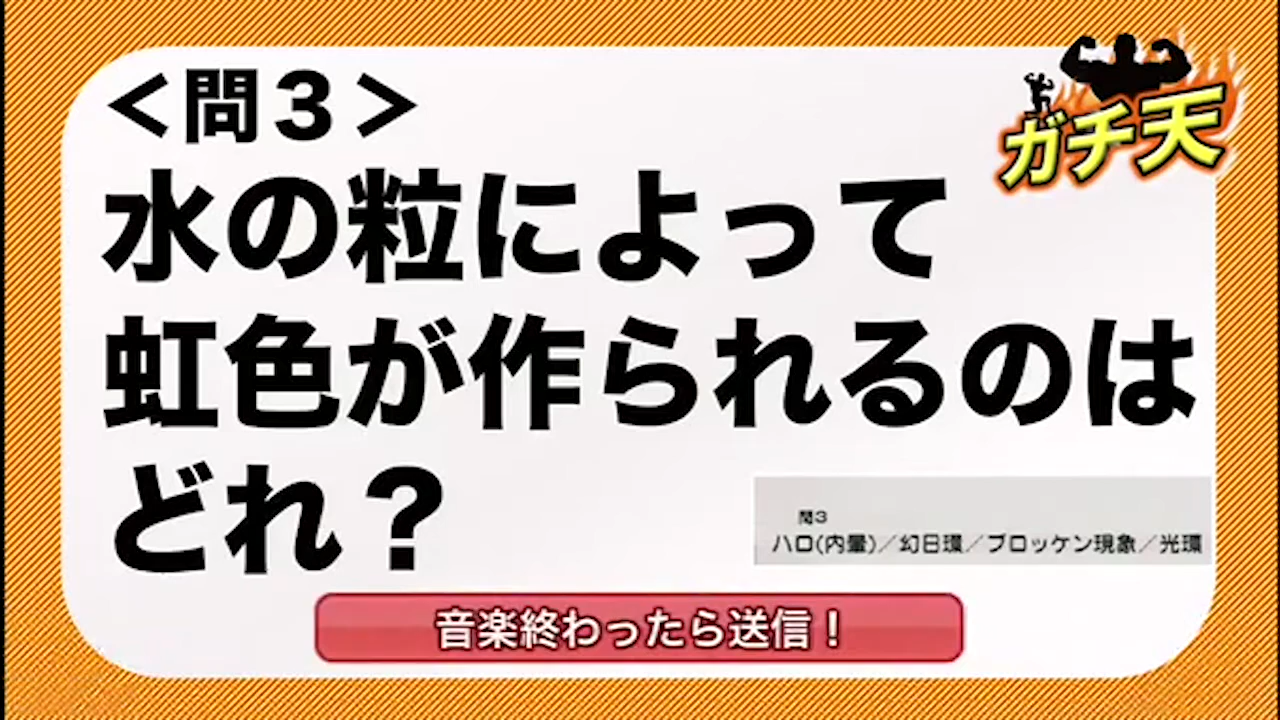 ＜問３＞
ガチ天
水の粒によって
虹色が作られるのは
どれ？
問3
ハロ(内暈)／幻日環／ブロッケン現象／光環
音楽終わったら送信！